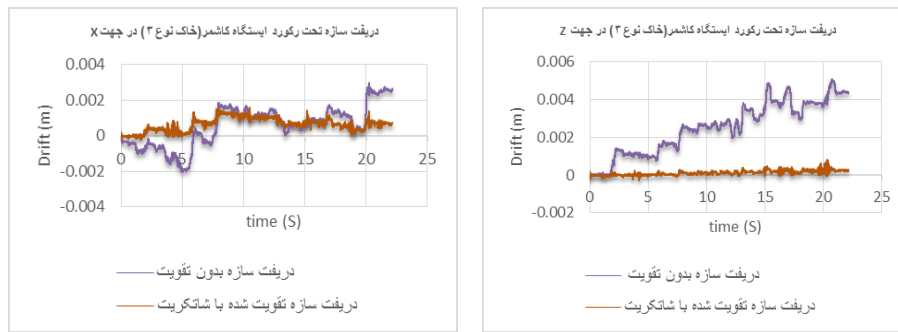 دریفت سازه تحت رکورد ایستگاه کاشمر(خاک نوع ۳) در جهت x
0.004
0.002
0
-0.002
-0.004
Drift (m)
0 5 10 15 20 25
time (S)
دریفت سازه بدون تقویت
دریفت سازه تقویت شده با شاتکریت
دریفت سازه تحت رکورد ایستگاه کاشمر(خاک نوع ۳) در جهت z
0.006
0.004
0.002
0
-0.002
Drift (m)
0 5 10 15 20 25
time (S)
دریفت سازه بدون تقویت
دریفت سازه تقویت شده با شاتکریت